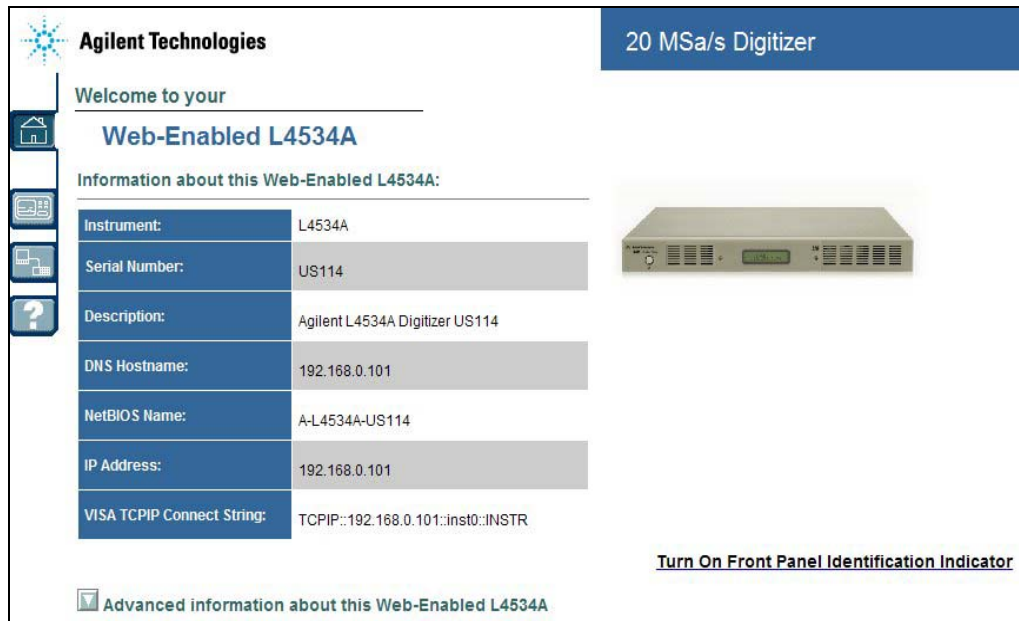 Agilent Technologies
20 MSa/s Digitizer
Welcome to your
Web-Enabled L4534A
Information about this Web-Enabled L4534A:
Instrument: L4534A
Serial Number: US114
Description: Agilent L4534A Digitizer US114
DNS Hostname: 192.168.0.101
NetBIOS Name: A-L4534A-US114
IP Address: 192.168.0.101
VISA TCPIP Connect String: TCPIP::192.168.0.101::inst0::INSTR
Turn On Front Panel Identification Indicator
Advanced information about this Web-Enabled L4534A